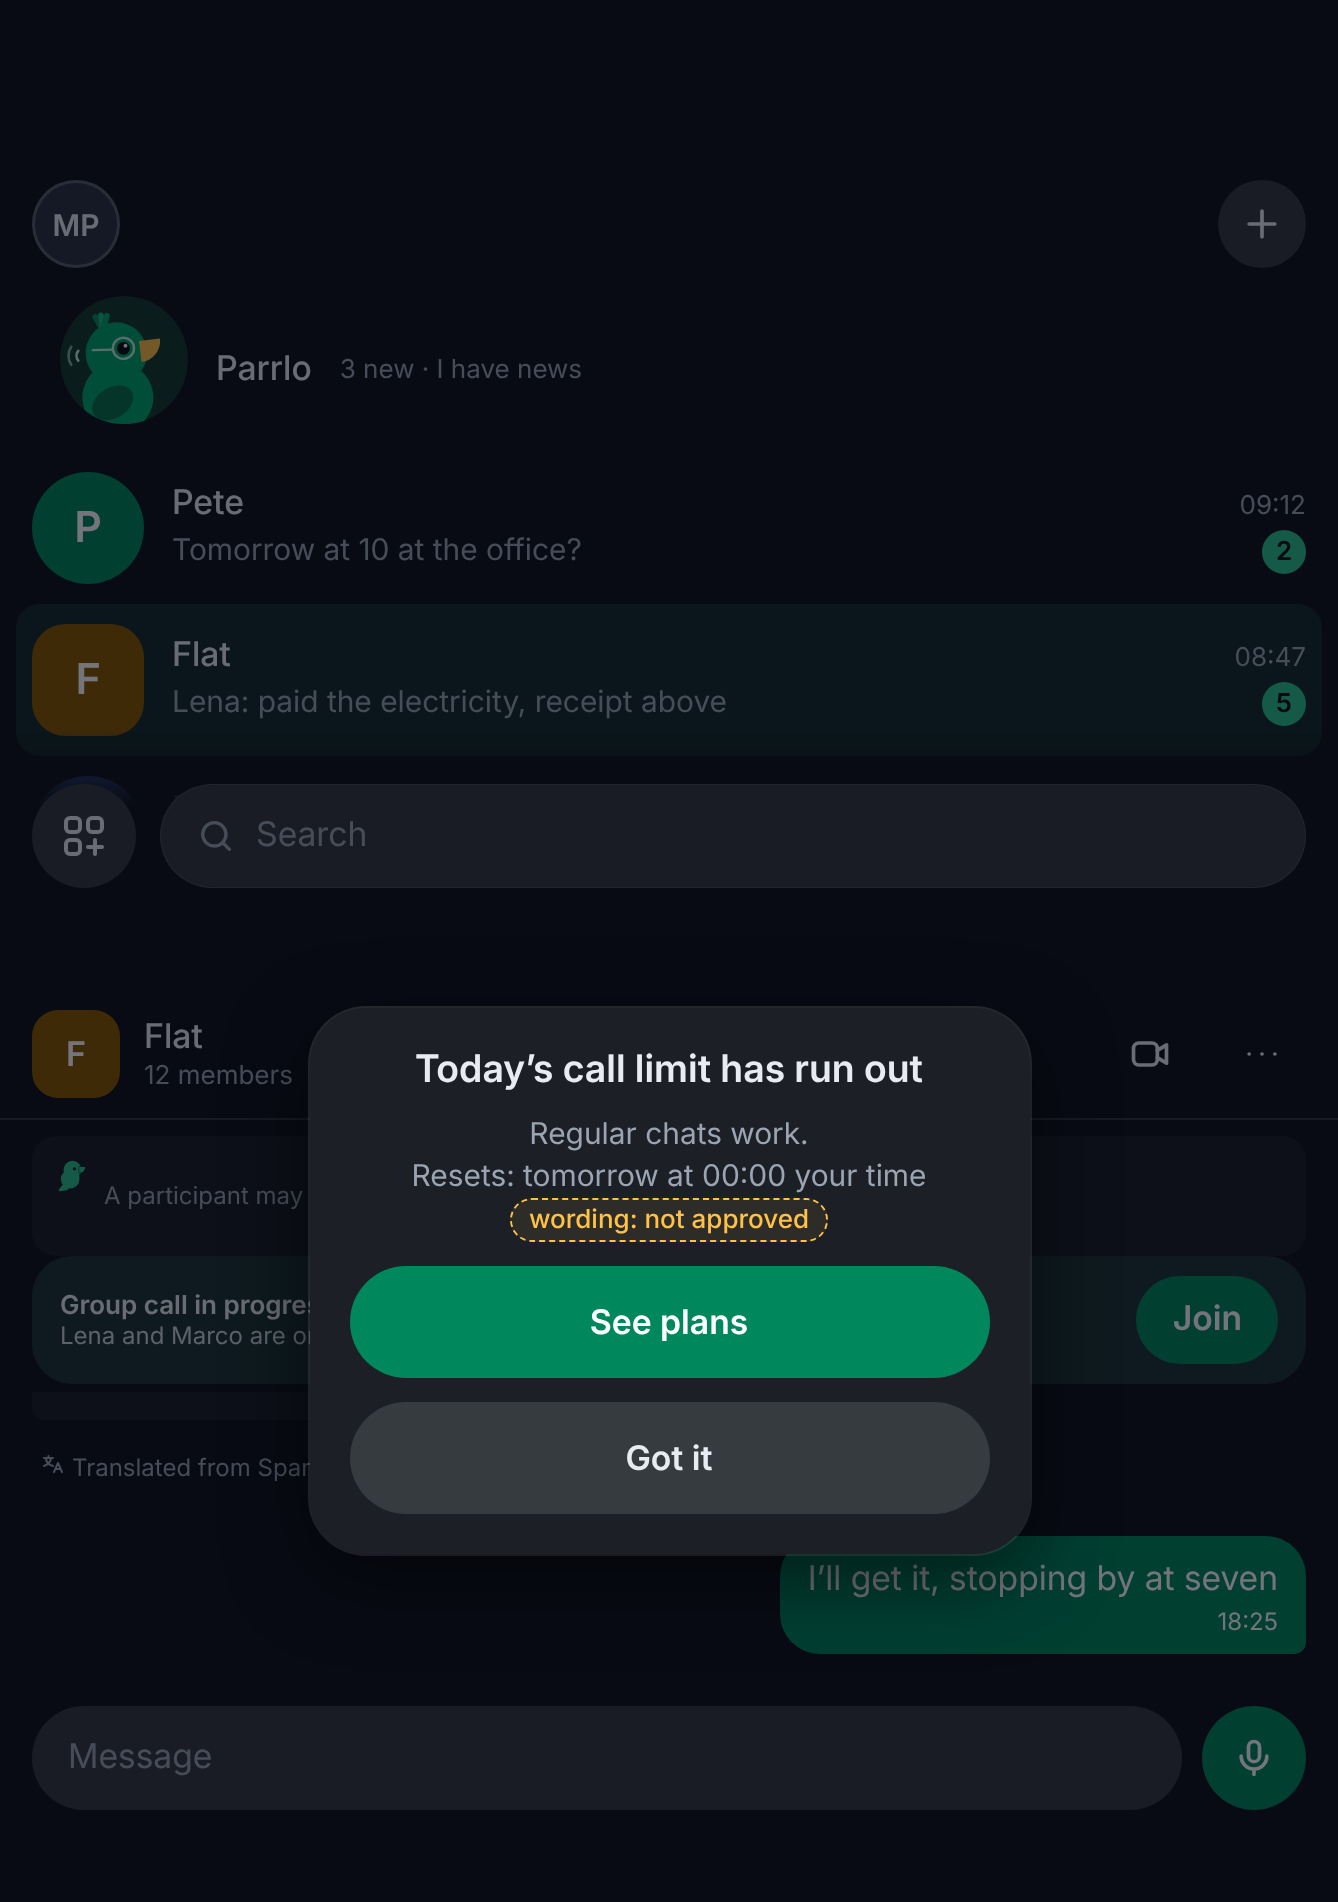 MP
Parrlo 3 new · I have news
P
Pete
09:12
Tomorrow at 10 at the office?
2
F
Flat
08:47
Lena: paid the electricity, receipt above
5
Search
F
Flat
12 members
Today’s call limit has run out
Regular chats work.
Resets: tomorrow at 00:00 your time
wording: not approved
See plans
Got it
A participant may
Group call in
Lena and Marco are
Join
Translated from
I’ll get it, stopping by at seven
18:25
Message